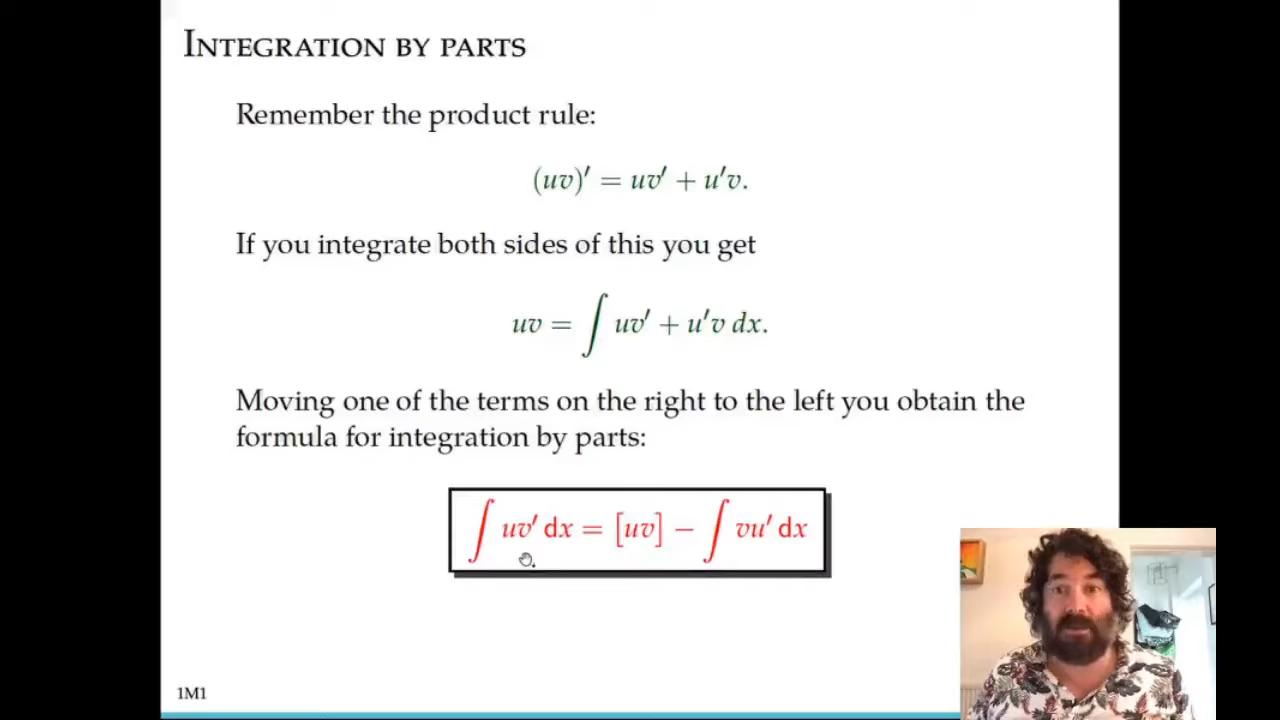 INTEGRATION BY PARTS
Remember the product rule:
(uv)′ = uv′ + u′v.
If you integrate both sides of this you get
uv = ∫ uv′ + u′v dx.
Moving one of the terms on the right to the left you obtain the
formula for integration by parts:
∫ uv′ dx = [uv] − ∫ vu′ dx
1M1